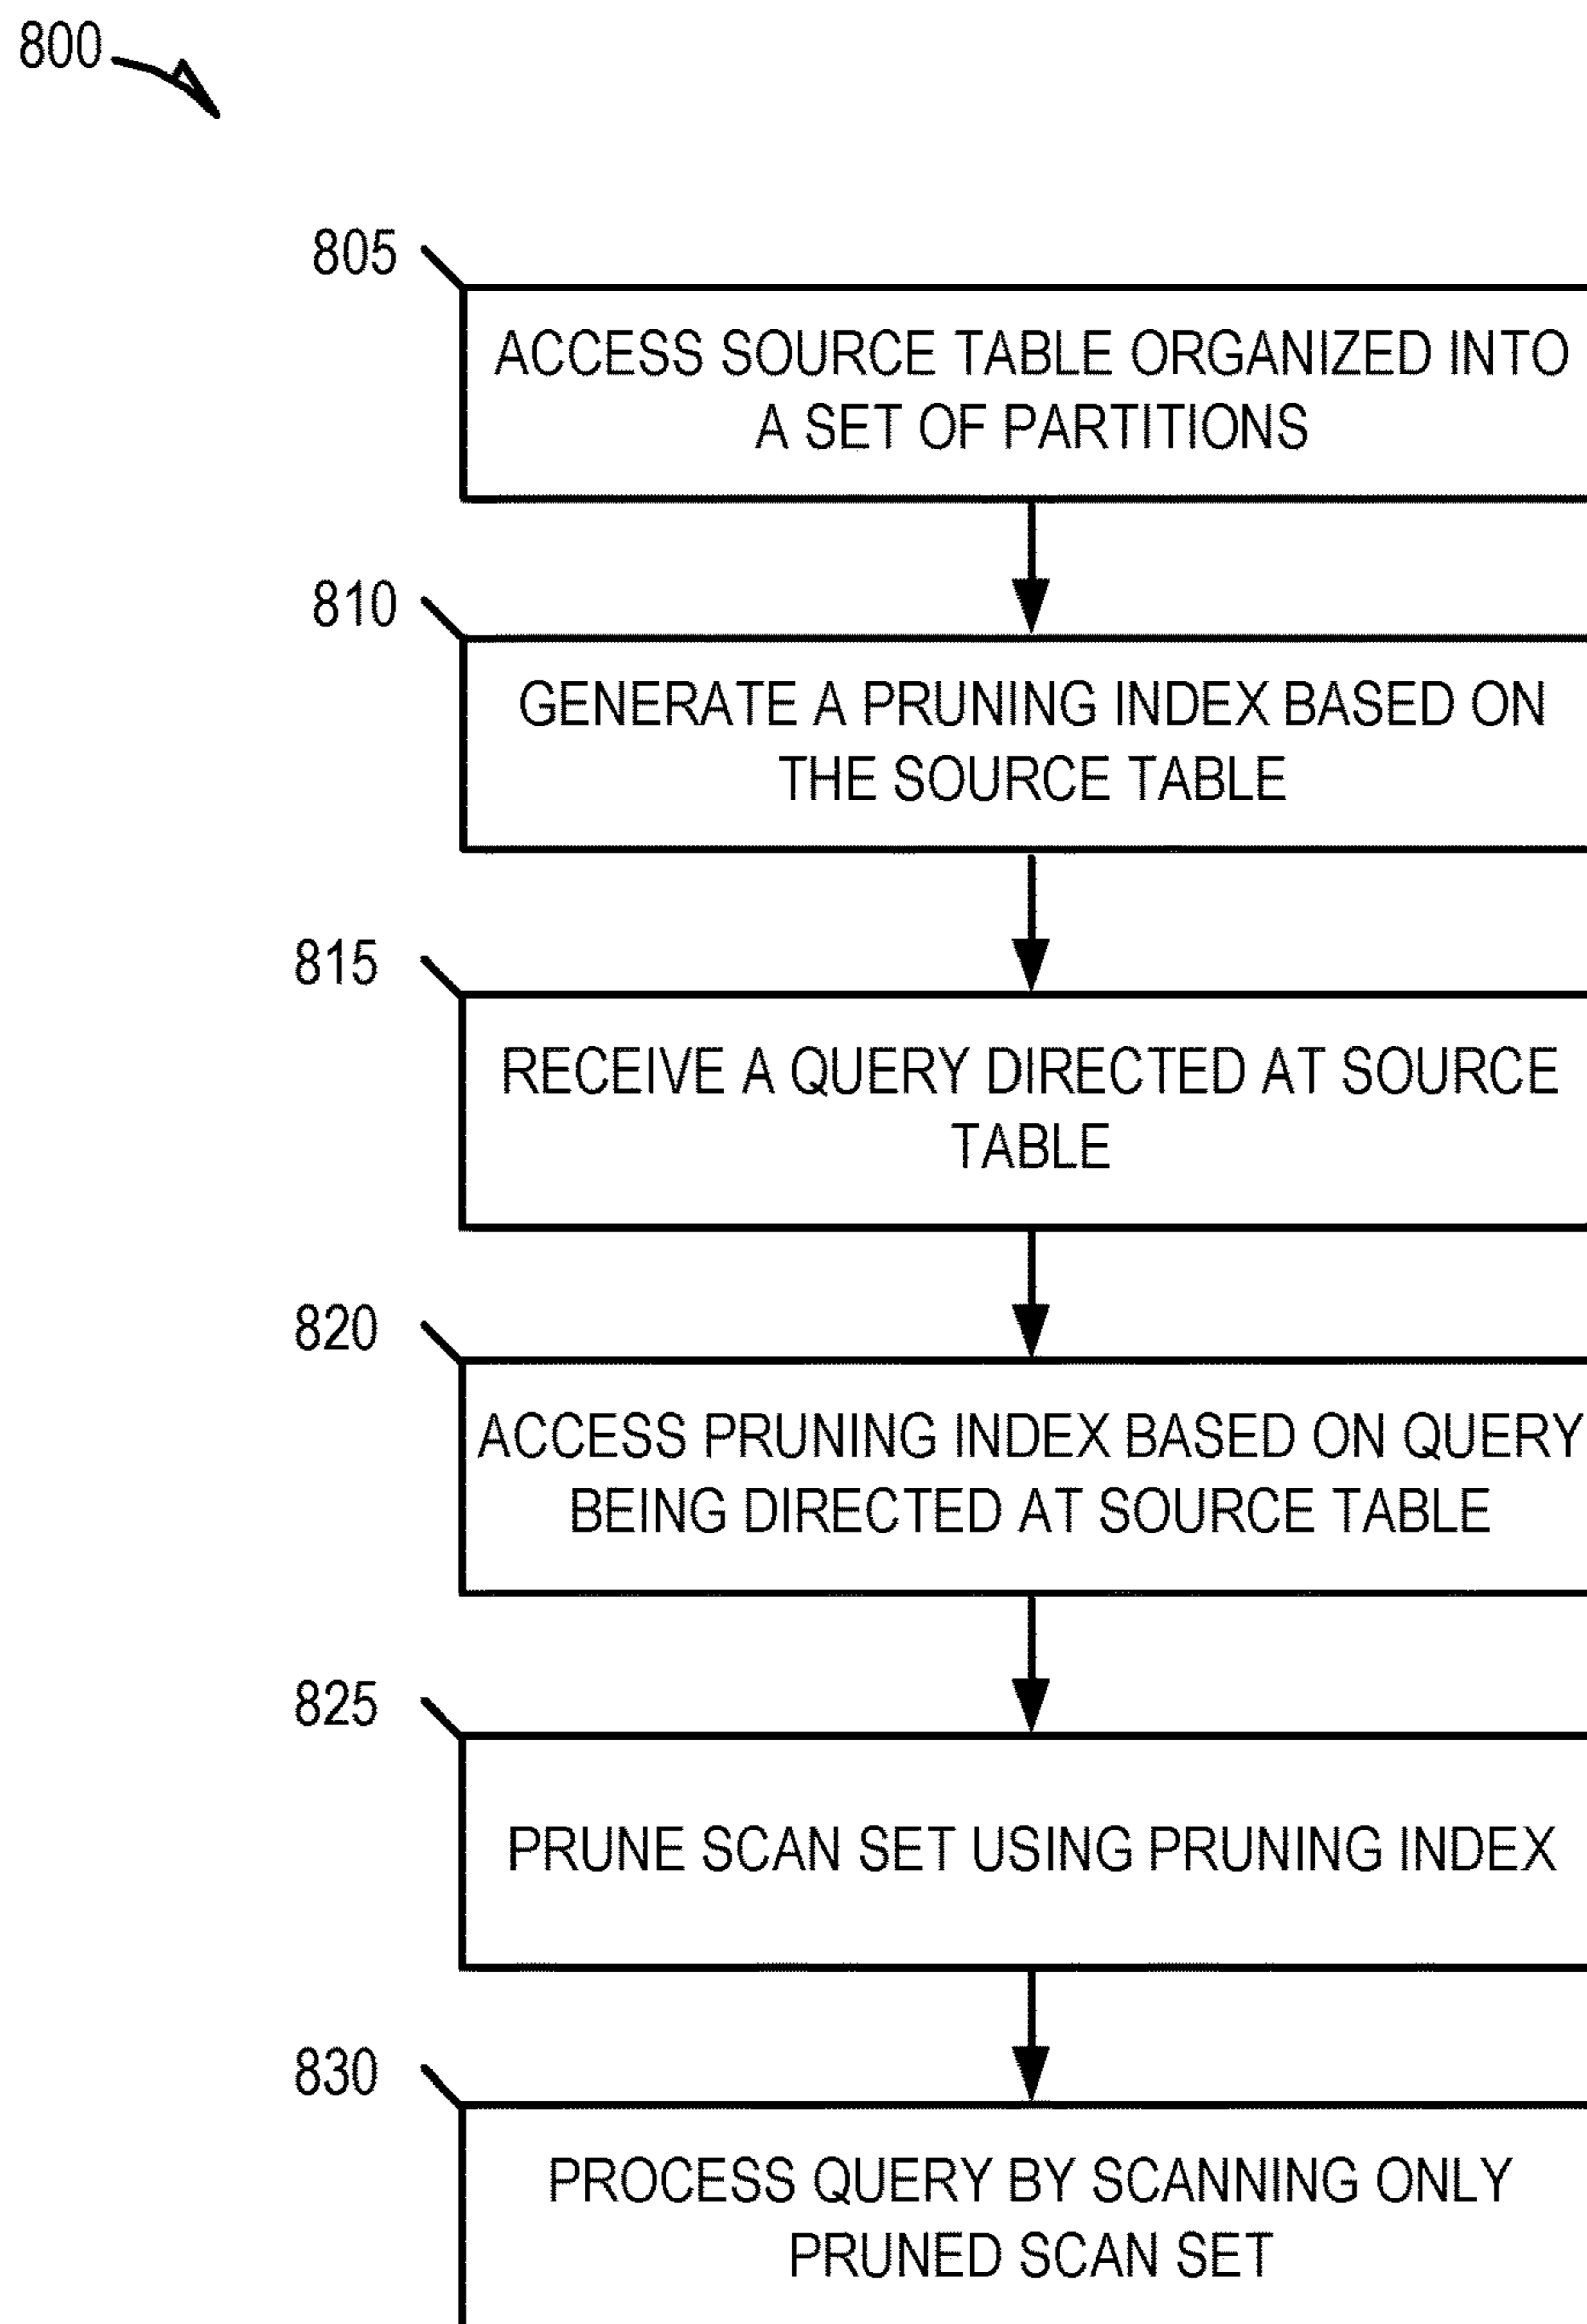 800
805
ACCESS SOURCE TABLE ORGANIZED INTO
A SET OF PARTITIONS
810
GENERATE A PRUNING INDEX BASED ON
THE SOURCE TABLE
815
RECEIVE A QUERY DIRECTED AT SOURCE
TABLE
820
ACCESS PRUNING INDEX BASED ON QUERY
BEING DIRECTED AT SOURCE TABLE
825
PRUNE SCAN SET USING PRUNING INDEX
830
PROCESS QUERY BY SCANNING ONLY
PRUNED SCAN SET